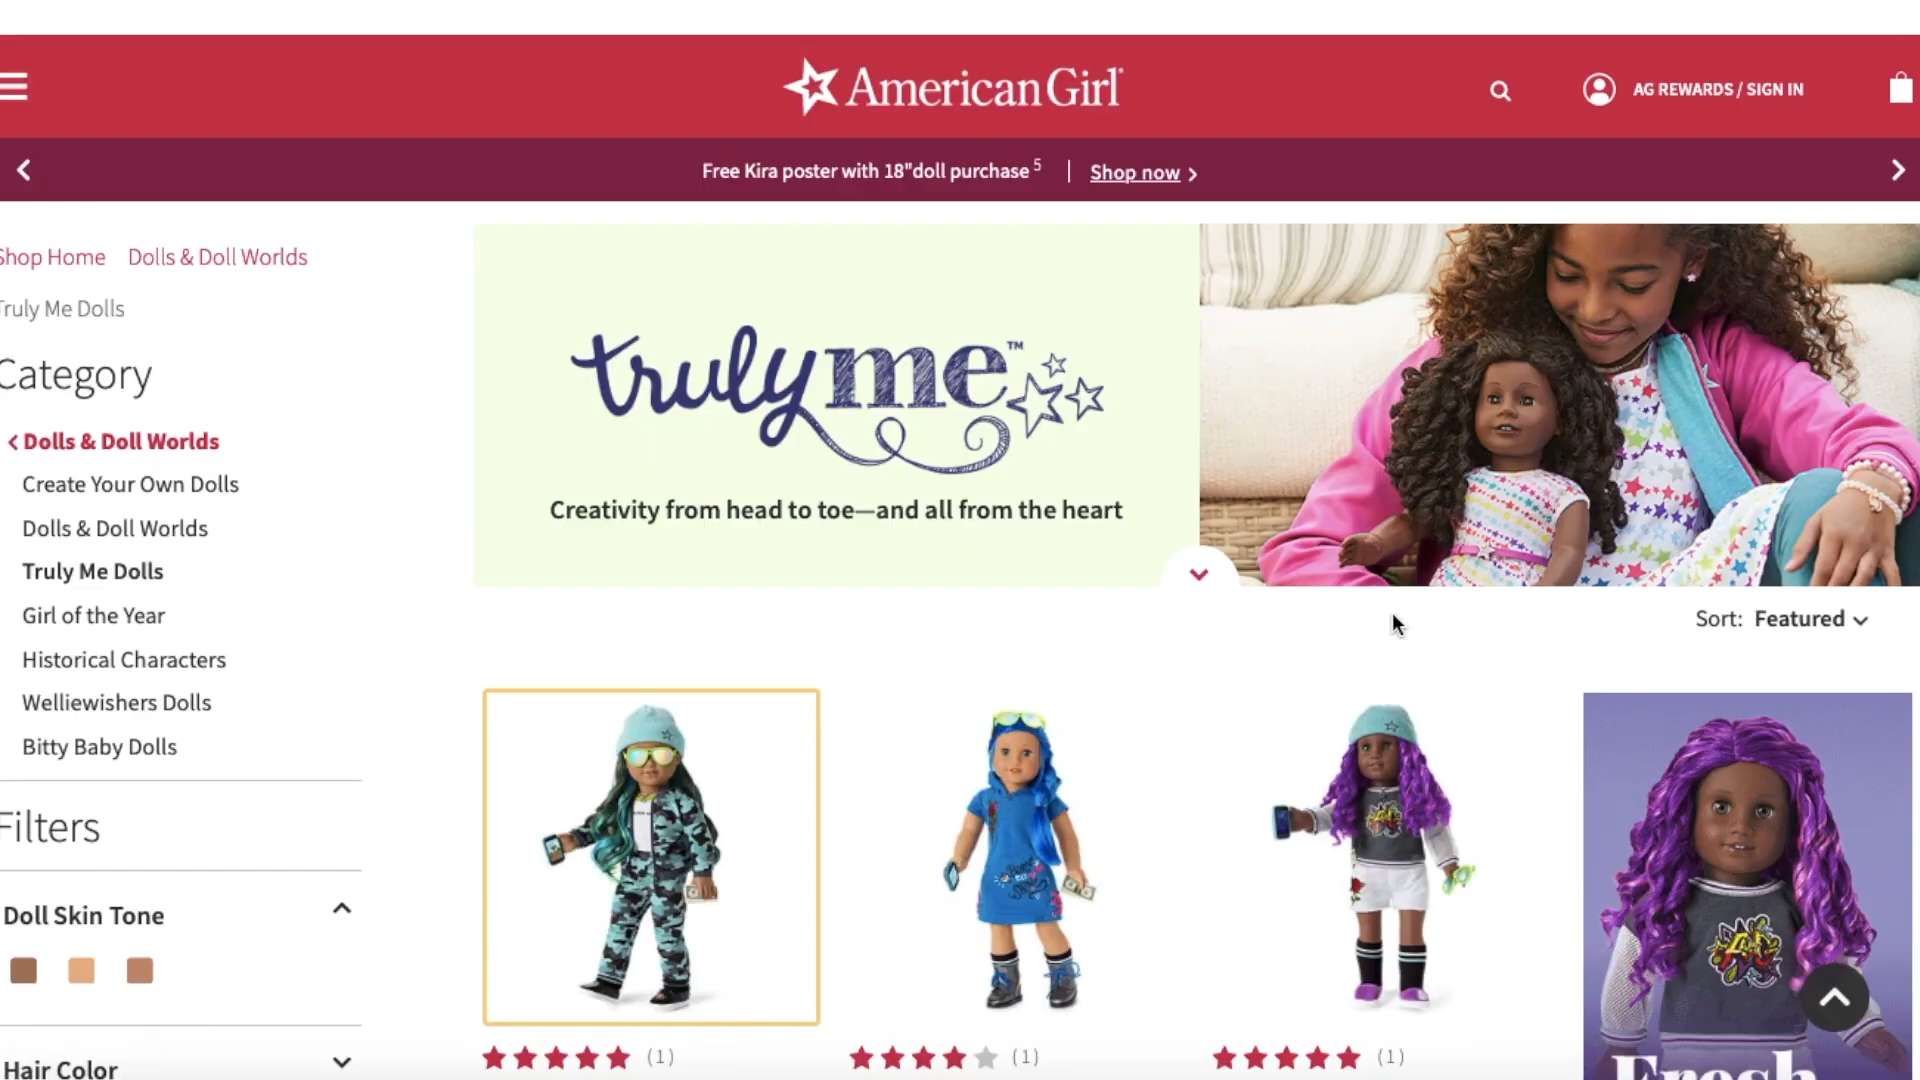 American Girl
AG REWARDS / SIGN IN
Free Kira poster with 18"doll purchase 5
Shop now
Shop Home
Dolls & Doll Worlds
Truly Me Dolls
Category
Dolls & Doll Worlds
Create Your Own Dolls
Dolls & Doll Worlds
Truly Me Dolls
Girl of the Year
Historical Characters
Welliewishers Dolls
Bitty Baby Dolls
Filters
Doll Skin Tone
Hair Color
truly me™
Creativity from head to toe—and all from the heart
Sort: Featured
(1)
(1)
(1)
Fresh